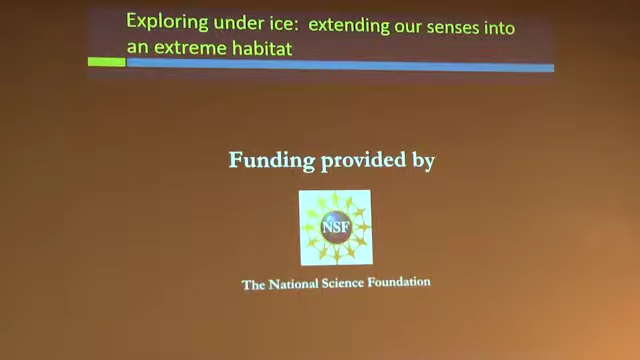 Exploring under ice: extending our senses into
an extreme habitat
Funding provided by
NSF
The National Science Foundation